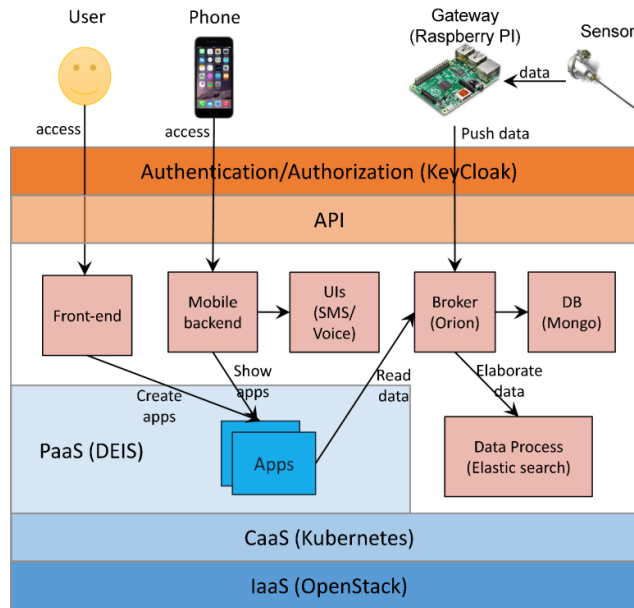 User
Phone
Gateway
(Raspberry PI)
Sensor
data
access
access
Push data
Authentication/Authorization (KeyCloak)
API
Front-end
Mobile
backend
UIs
(SMS/
Voice)
Broker
(Orion)
DB
(Mongo)
Create
apps
Show
apps
Read
data
Elaborate
data
PaaS (DEIS)
Apps
Data Process
(Elastic search)
CaaS (Kubernetes)
IaaS (OpenStack)